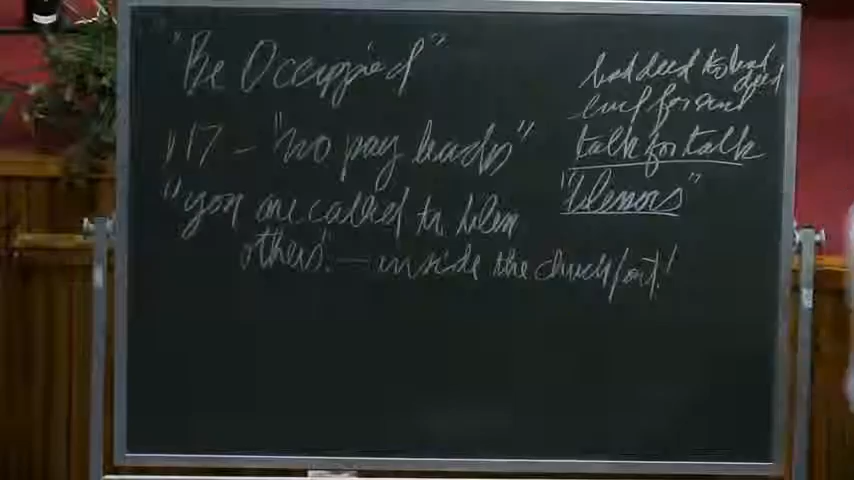 "Be Occupied"
117 - "no pay backs"
"you are called to bless
others" - inside the church/out!
bad deed to bad
deed
evil for evil
talk for talk
"blessors"